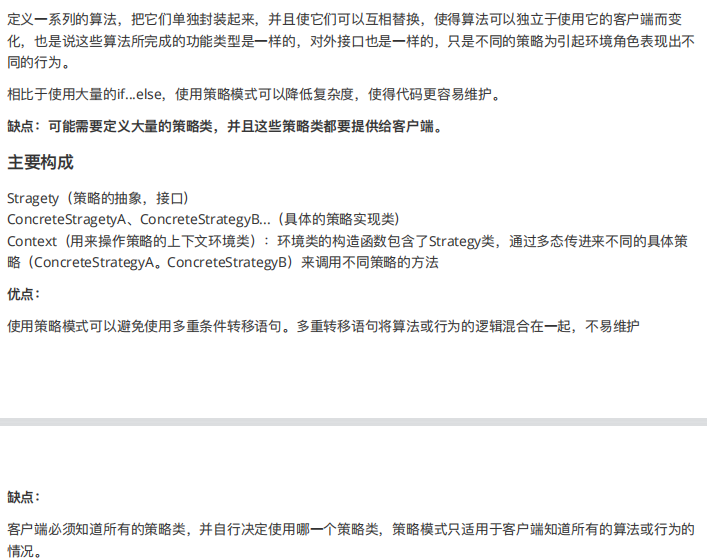 定义一系列的算法，把它们单独封装起来，并且使它们可以互相替换，使得算法可以独立于使用它的客户端而变
化，也是说这些算法所完成的功能类型是一样的，对外接口也是一样的，只是不同的策略为引起环境角色表现出不
同的行为。
相比于使用大量的if...else，使用策略模式可以降低复杂度，使得代码更容易维护。
缺点：可能需要定义大量的策略类，并且这些策略类都要提供给客户端。
主要构成
Stragety（策略的抽象，接口）
ConcreteStragetyA、ConcreteStrategyB...（具体的策略实现类）
Context（用来操作策略的上下文环境类）：环境类的构造函数包含了Strategy类，通过多态传进来不同的具体策
略（ConcreteStrategyA。ConcreteStrategyB）来调用不同策略的方法
优点：
使用策略模式可以避免使用多重条件转移语句。多重转移语句将算法或行为的逻辑混合在一起，不易维护
缺点：
客户端必须知道所有的策略类，并自行决定使用哪一个策略类，策略模式只适用于客户端知道所有的算法或行为的
情况。